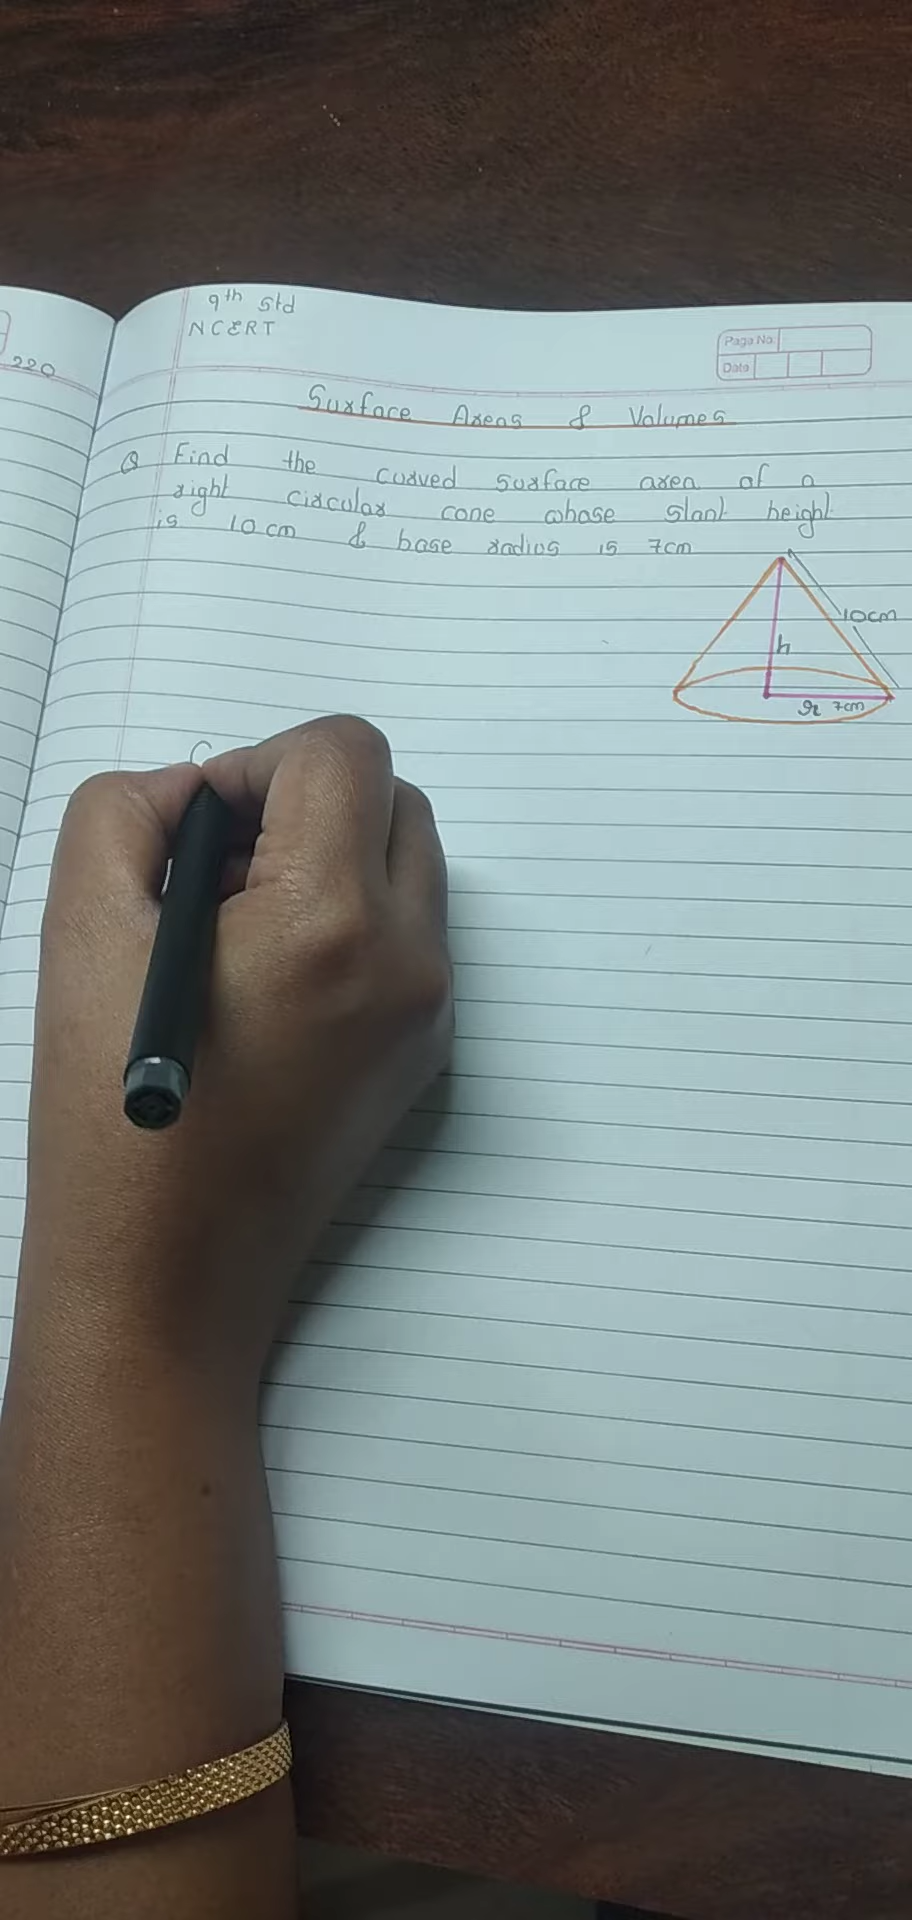 220
9th Std
NCERT
Page No:
Date
Surface Areas & Volumes
Q Find the curved surface area of a
right circular cone whose slant height
is 10 cm & base radius is 7cm
10cm
h
r 7cm
C